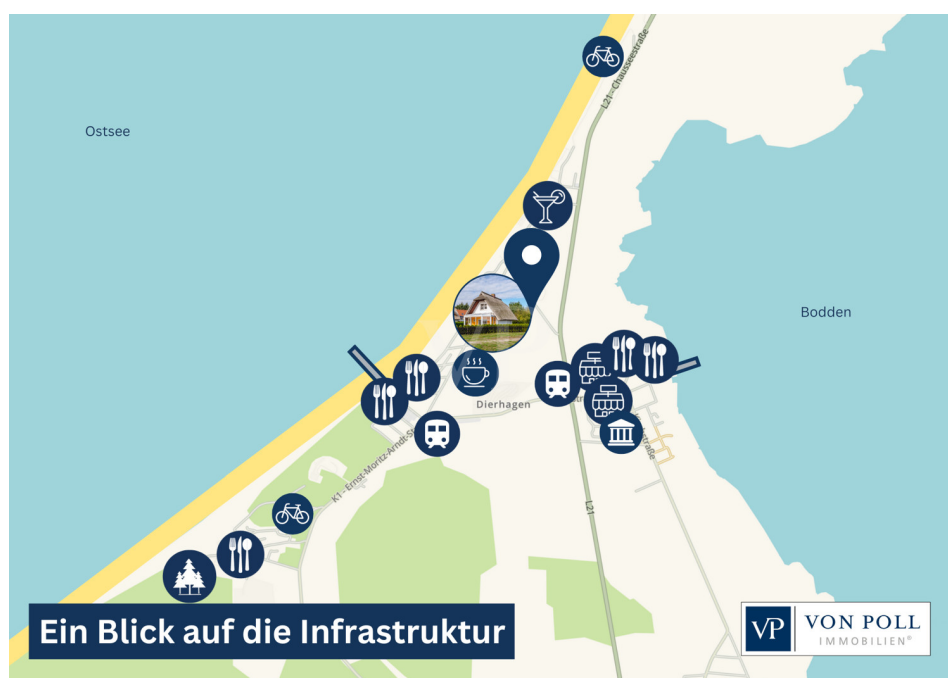 L21 - Chausseestraße
Ostsee
Bodden
Dierhagen
K1 - Ernst-Moritz-Arndt-St
L21
Ein Blick auf die Infrastruktur
VP
VON POLL
IMMOBILIEN®